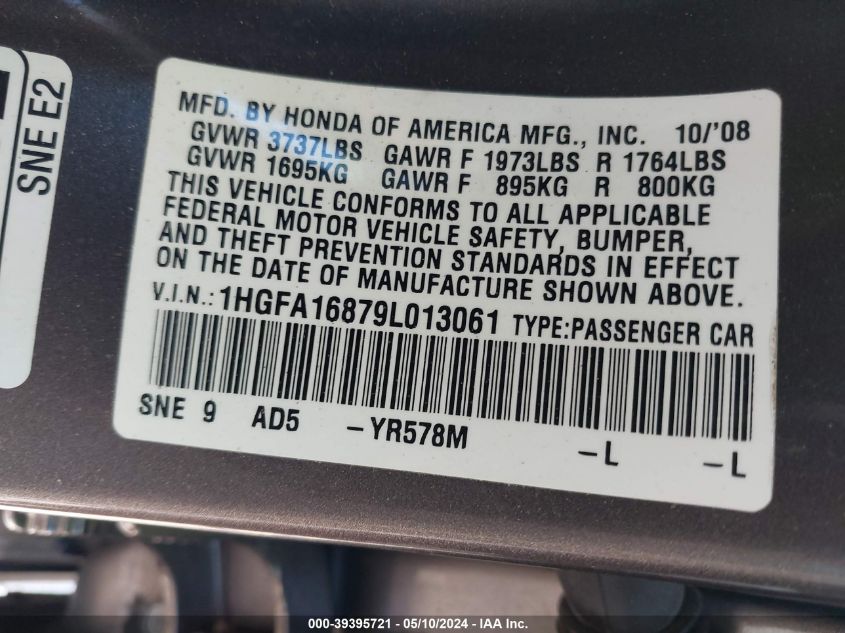 SNE E2
MFD. BY HONDA OF AMERICA MFG., INC. 10/'08
GVWR 3737LBS GAWR F 1973LBS R 1764LBS
GVWR 1695KG GAWR F 895KG R 800KG
THIS VEHICLE CONFORMS TO ALL APPLICABLE
FEDERAL MOTOR VEHICLE SAFETY, BUMPER,
AND THEFT PREVENTION STANDARDS IN EFFECT
ON THE DATE OF MANUFACTURE SHOWN ABOVE.
V.I.N.: 1HGFA16879L013061 TYPE:PASSENGER CAR
SNE 9 AD5 -YR578M -L -L
000-39395721 - 05/10/2024 - IAA Inc.